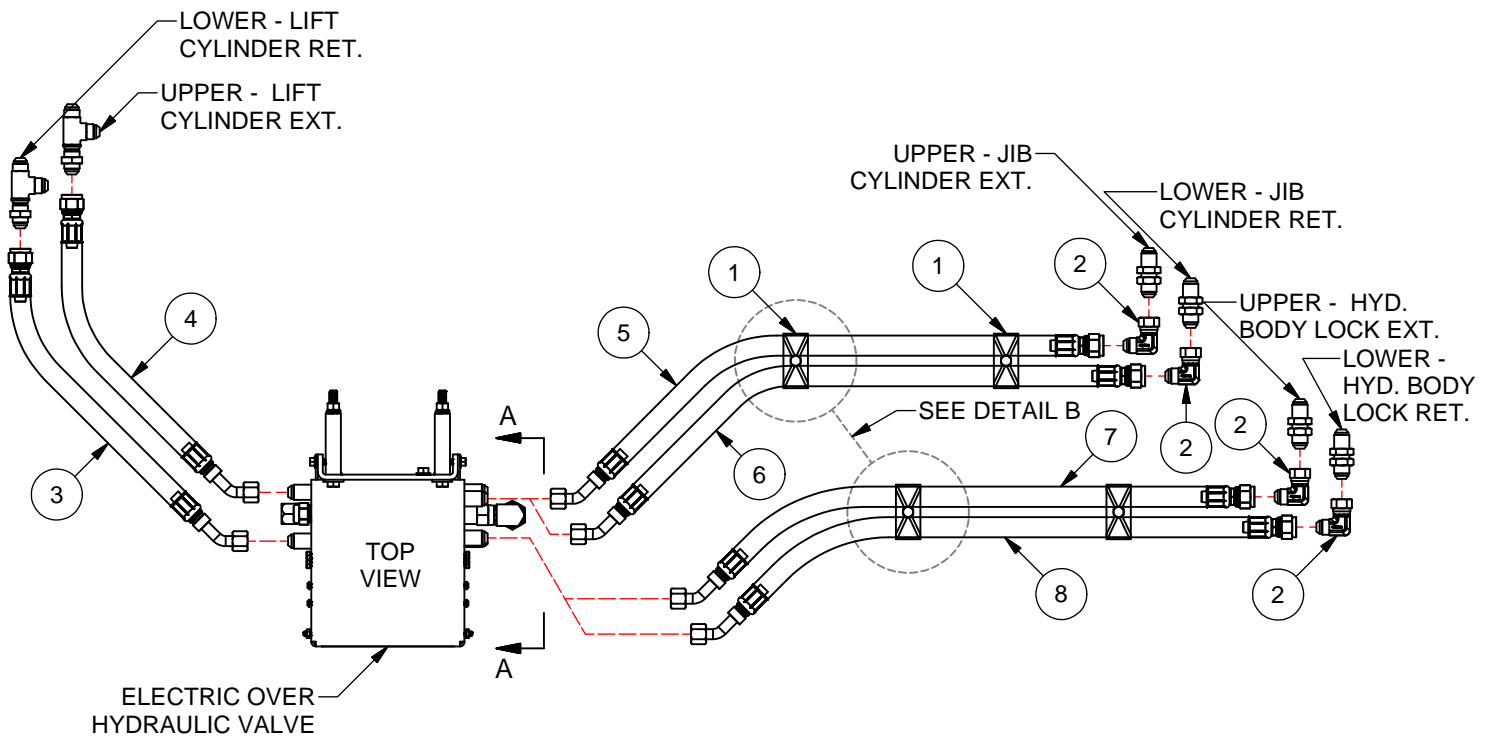 LOWER - LIFT
CYLINDER RET.
UPPER - LIFT
CYLINDER EXT.
UPPER - JIB
CYLINDER EXT.
LOWER - JIB
CYLINDER RET.
UPPER - HYD.
BODY LOCK EXT.
LOWER -
HYD. BODY
LOCK RET.
1
1
2
4
5
A
SEE DETAIL B
7
2
2
3
6
TOP
VIEW
8
2
A
ELECTRIC OVER
HYDRAULIC VALVE